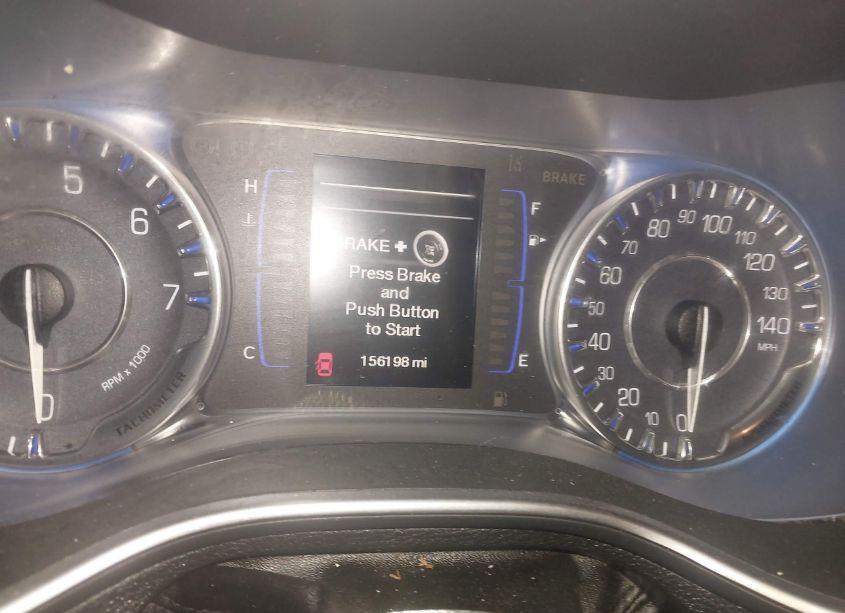 5
6
7
0
RPM x 1000
TACHOMETER
H
C
BRAKE +
Press Brake
and
Push Button
to Start
156198 mi
BRAKE
F
E
0
10
20
30
40
50
60
70
80
90
100
110
120
130
140
MPH